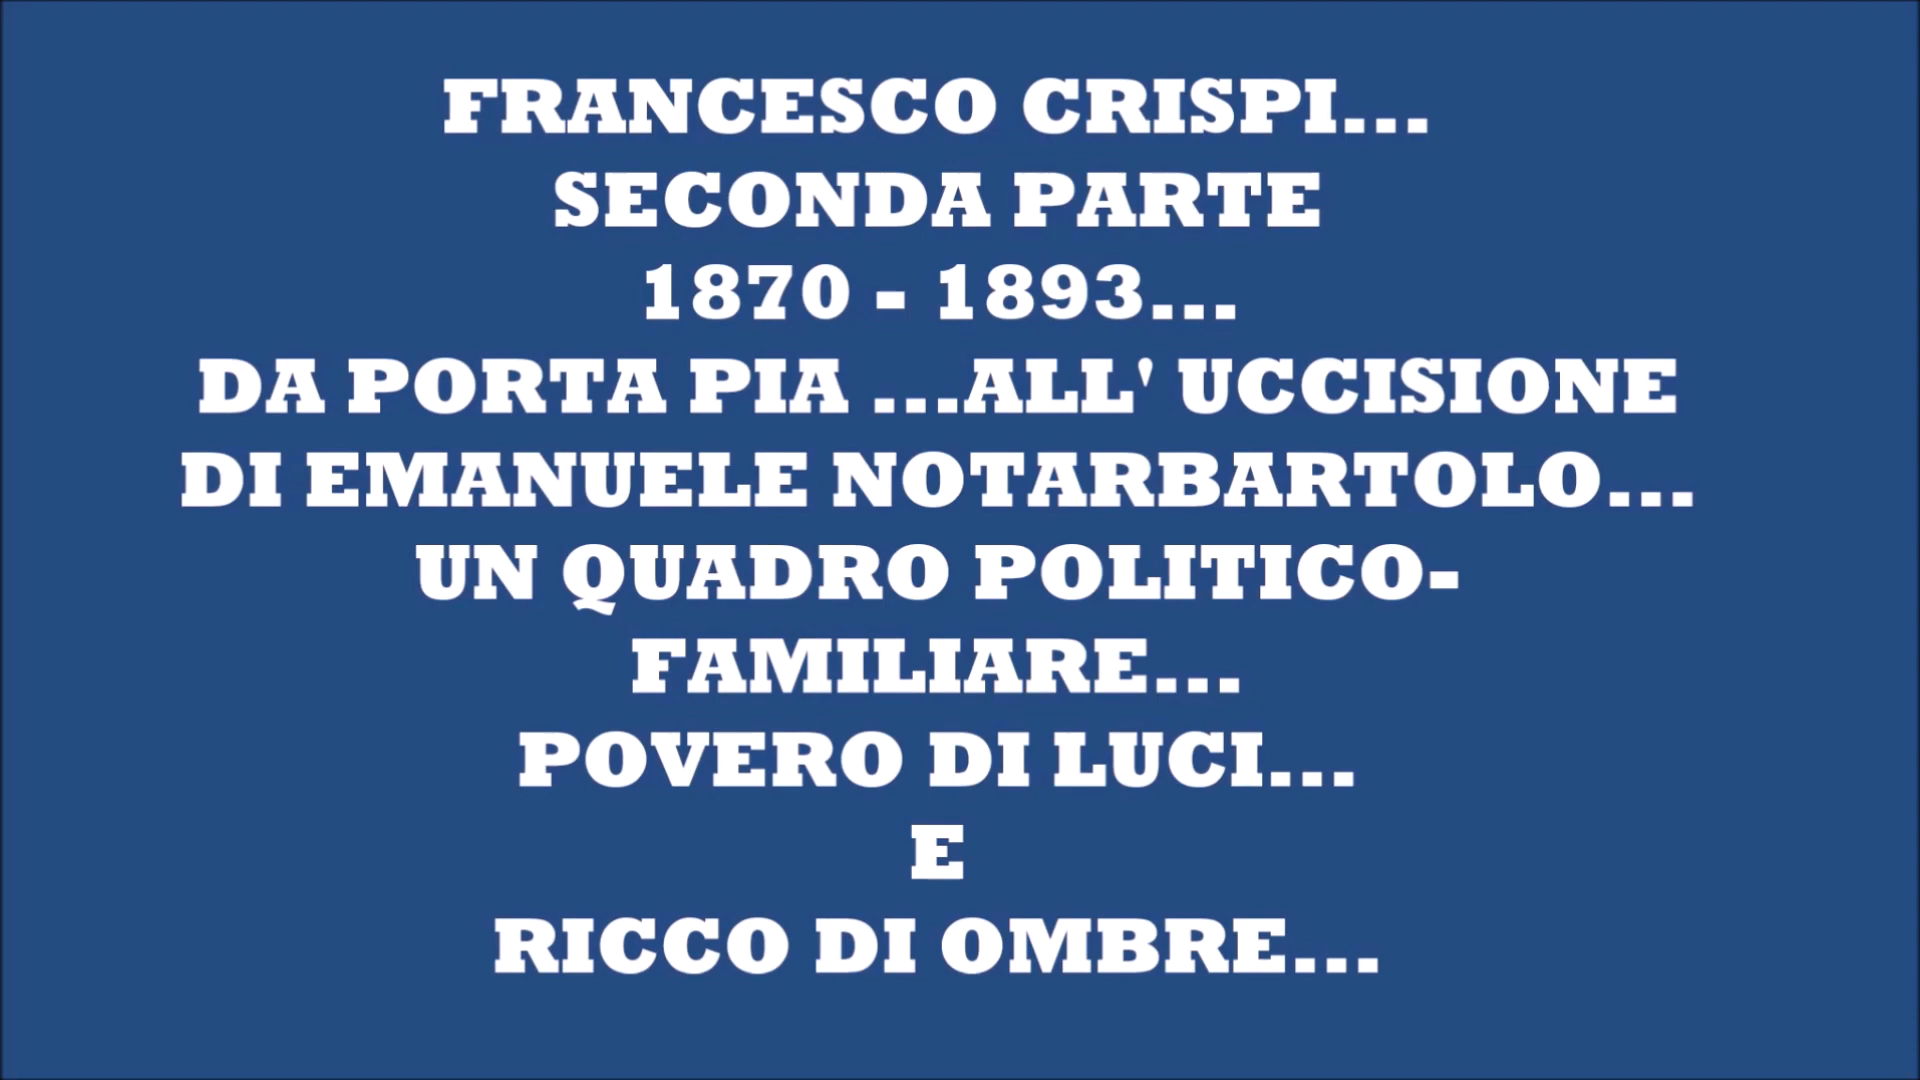 FRANCESCO CRISPI...
SECONDA PARTE
1870 - 1893...
DA PORTA PIA ...ALL' UCCISIONE
DI EMANUELE NOTARBARTOLO...
UN QUADRO POLITICO-
FAMILIARE...
POVERO DI LUCI...
E
RICCO DI OMBRE...